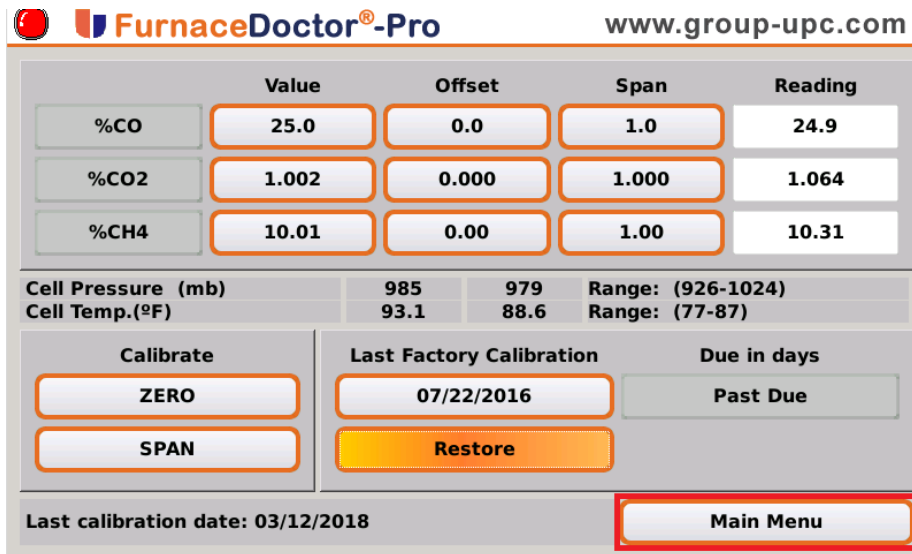 FurnaceDoctor®-Pro www.group-upc.com
Value Offset Span Reading
%CO 25.0 0.0 1.0 24.9
%CO2 1.002 0.000 1.000 1.064
%CH4 10.01 0.00 1.00 10.31
Cell Pressure (mb) 985 979 Range: (926-1024)
Cell Temp.(ºF) 93.1 88.6 Range: (77-87)
Calibrate Last Factory Calibration Due in days
ZERO 07/22/2016 Past Due
SPAN Restore
Last calibration date: 03/12/2018 Main Menu